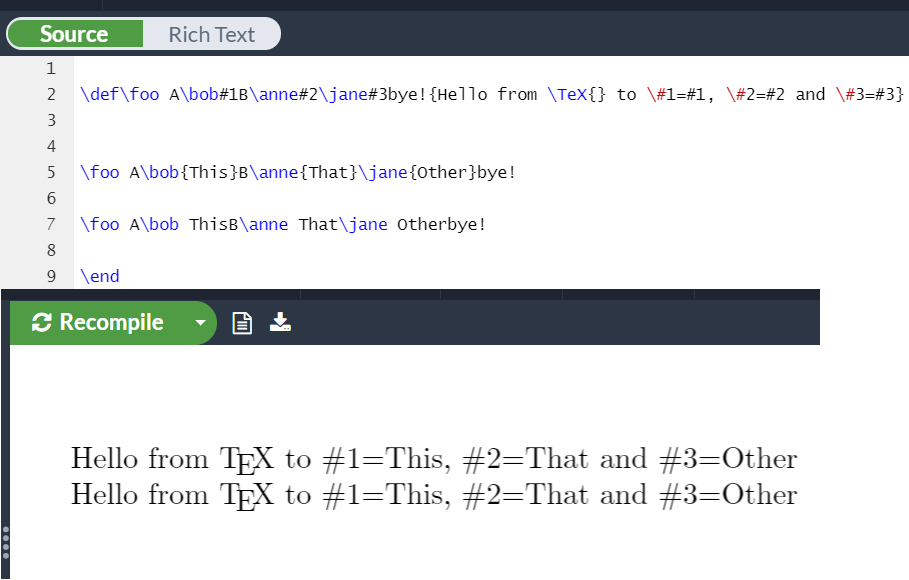 Source Rich Text
1
2 \def\foo A\bob#1B\anne#2\jane#3bye!{Hello from \TeX{} to \#1=#1, \#2=#2 and \#3=#3}
3
4
5 \foo A\bob{This}B\anne{That}\jane{Other}bye!
6
7 \foo A\bob ThisB\anne That\jane Otherbye!
8
9 \end
Recompile
Hello from TEX to #1=This, #2=That and #3=Other
Hello from TEX to #1=This, #2=That and #3=Other